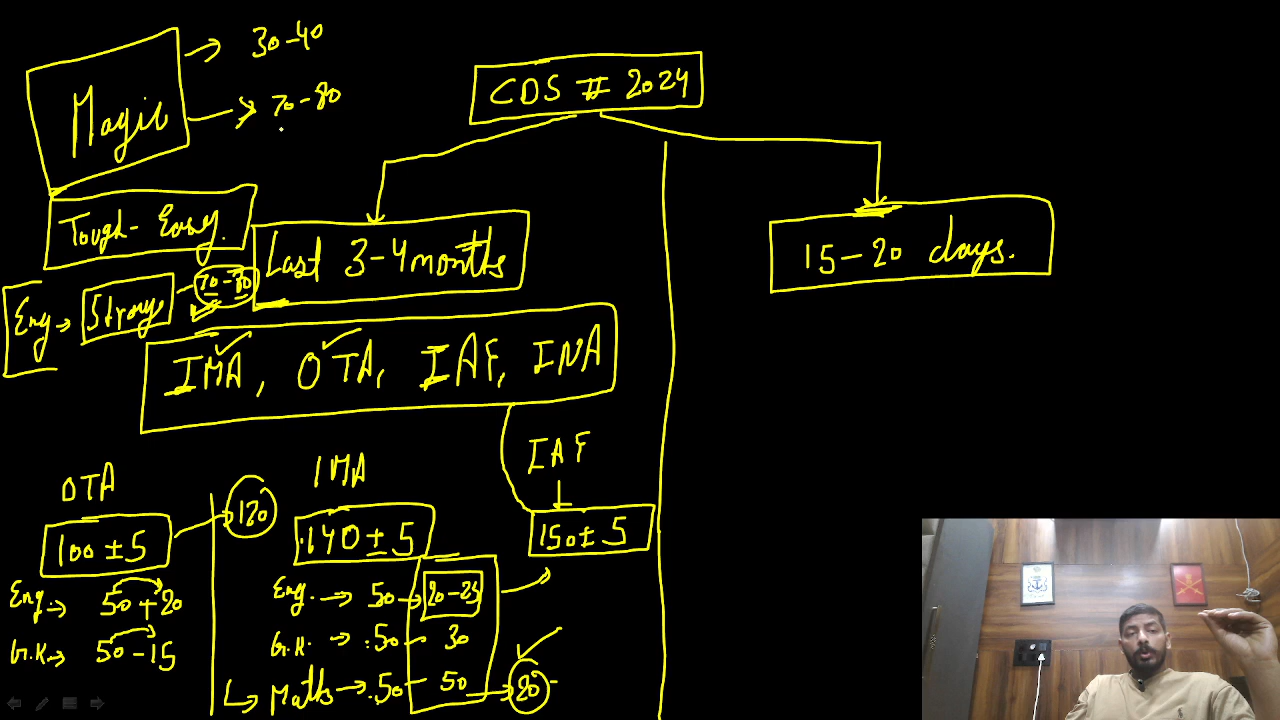 30-40
Magic
70-80
CDS # 2024
Tough- Easy.
Last 3-4 months
15-20 days.
Eng → Strong 70-80
IMA, OTA, IAF, INA
IAF
OTA
IMA
100 ± 5
120
140 ± 5
150 ± 5
Eng → 50 + 20
G.K → 50 - 15
Eng. → 50 - 20-25
G.K. → 50 - 30
Maths → 50 - 50
20